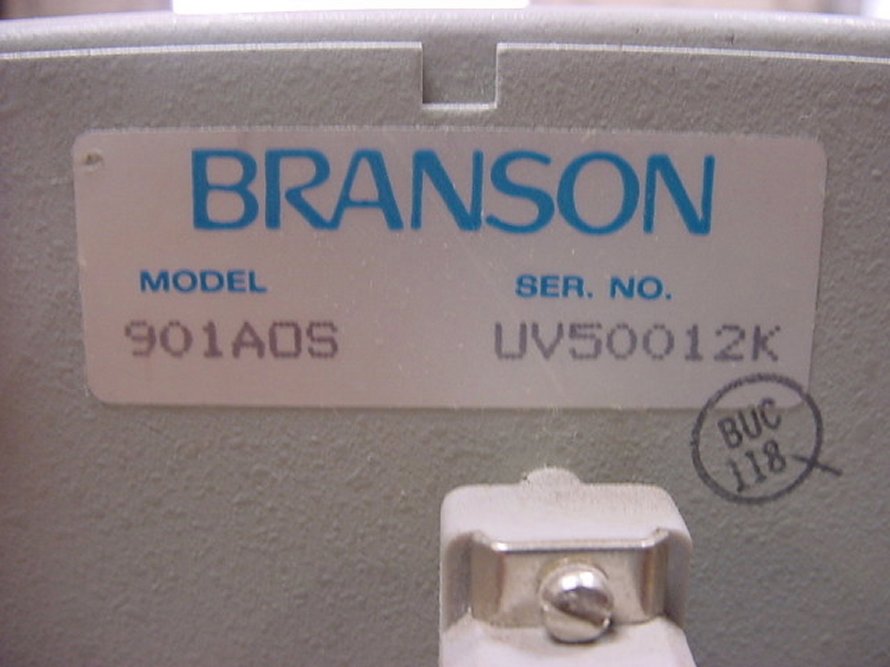 BRANSON
MODEL SER. NO.
901AOS UV50012K
BUC
118